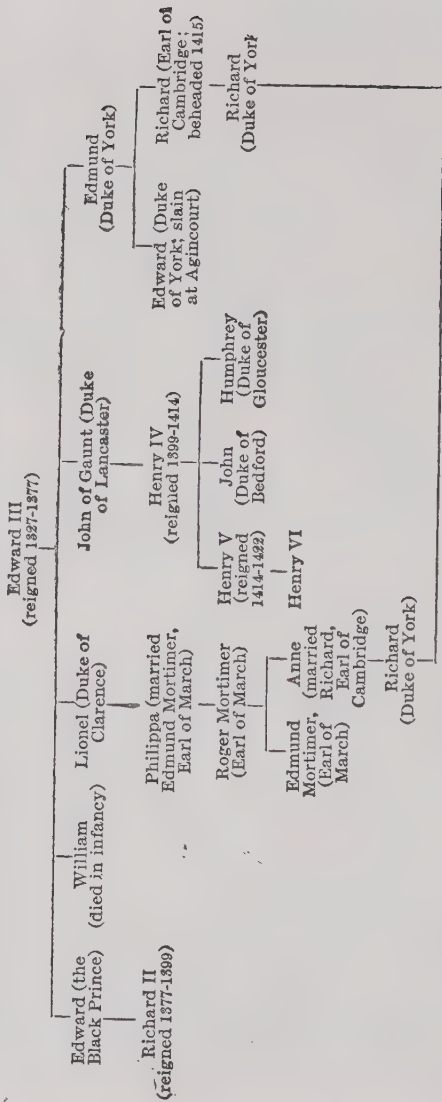 Edward III
(reigned 1327-1377)
Edward (the
Black Prince)
Richard II
(reigned 1377-1399)
William
(died in infancy)
Lionel (Duke of
Clarence)
Philippa (married
Edmund Mortimer,
Earl of March)
Roger Mortimer
(Earl of March)
Edmund
Mortimer,
(Earl of
March)
Anne
(married
Richard,
Earl of
Cambridge)
Richard
(Duke of York)
John of Gaunt (Duke
of Lancaster)
Henry IV
(reigned 1399-1414)
Henry V
(reigned
1414-1422)
Henry VI
John
(Duke of
Bedford)
Humphrey
(Duke of
Gloucester)
Edmund
(Duke of York)
Edward (Duke
of York; slain
at Agincourt)
Richard (Earl of
Cambridge;
beheaded 1415)
Richard
(Duke of York)